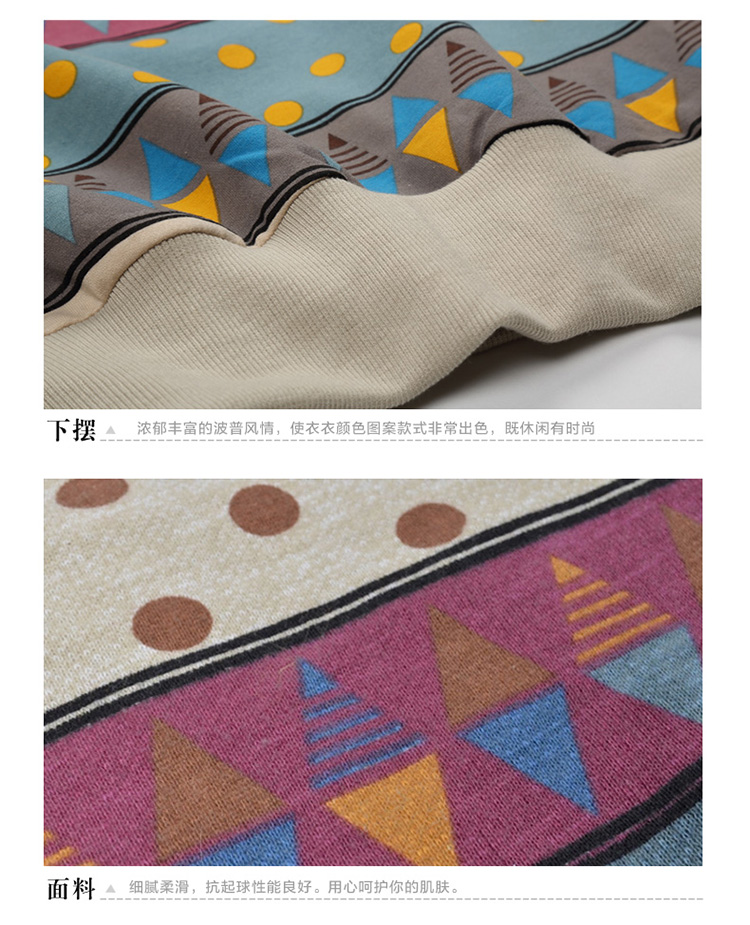 下摆 浓郁丰富的波普风情，使衣衣颜色图案款式非常出色，既休闲有时尚
面料 细腻柔滑，抗起球性能良好。用心呵护你的肌肤。